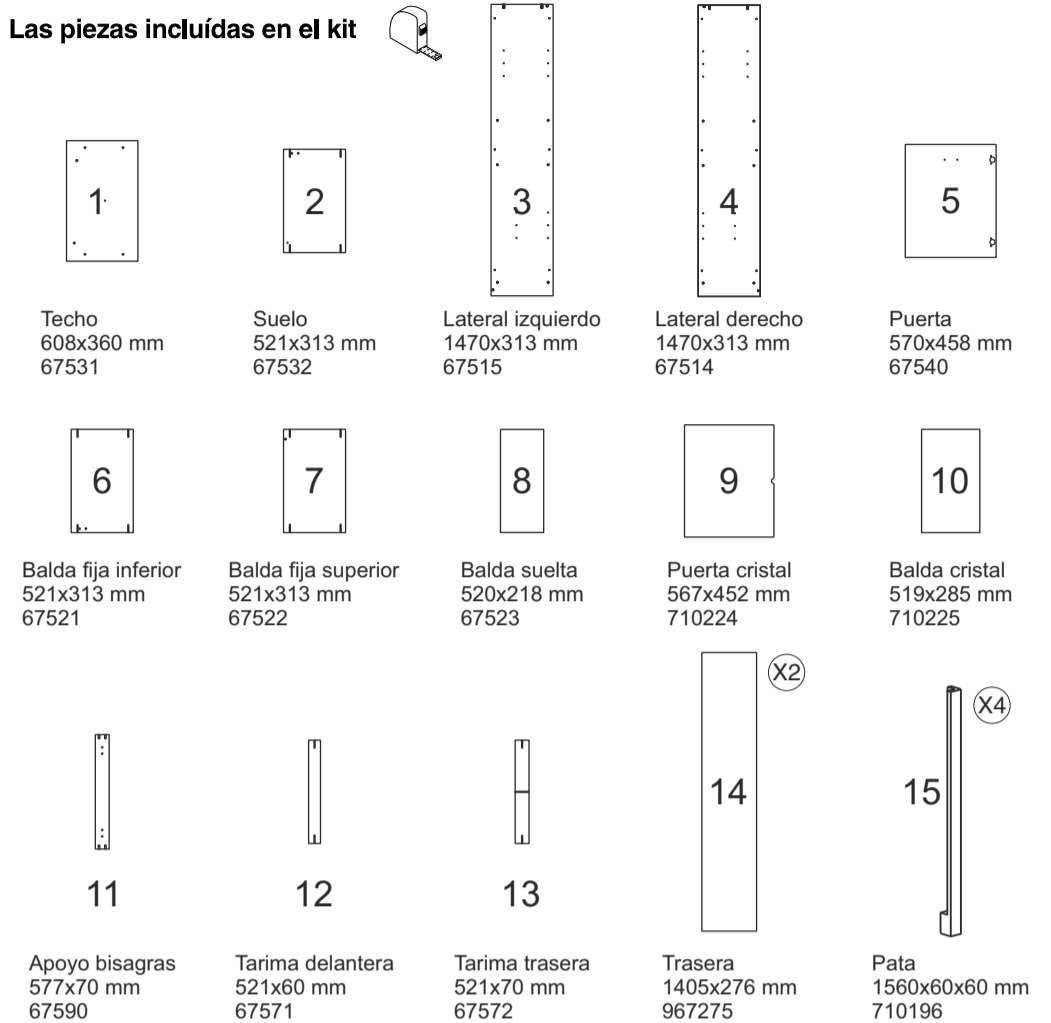 Las piezas incluídas en el kit
1
Techo
608x360 mm
67531
2
Suelo
521x313 mm
67532
3
Lateral izquierdo
1470x313 mm
67515
4
Lateral derecho
1470x313 mm
67514
5
Puerta
570x458 mm
67540
6
Balda fija inferior
521x313 mm
67521
7
Balda fija superior
521x313 mm
67522
8
Balda suelta
520x218 mm
67523
9
Puerta cristal
567x452 mm
710224
10
Balda cristal
519x285 mm
710225
11
Apoyo bisagras
577x70 mm
67590
12
Tarima delantera
521x60 mm
67571
13
Tarima trasera
521x70 mm
67572
X2
14
Trasera
1405x276 mm
967275
X4
15
Pata
1560x60x60 mm
710196